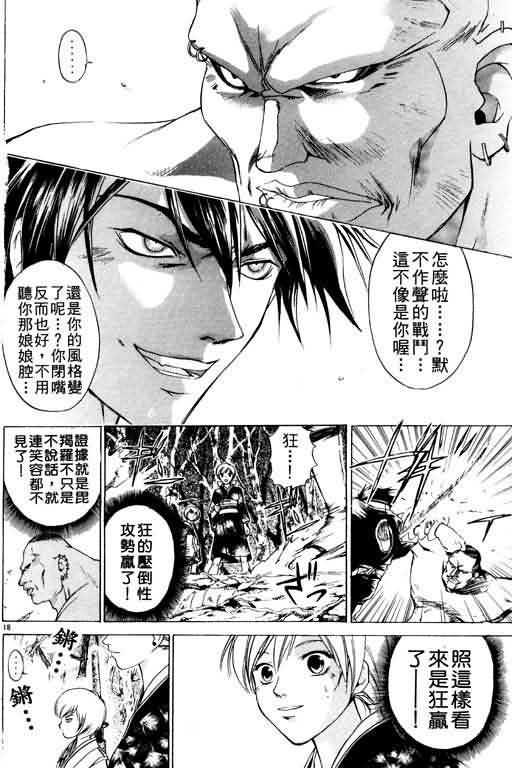 ……
怎麼啦……？默
不作聲的戰鬥…
這不像是你喔…
還是你的風格變
了呢…？你閉嘴
反而也好，不用
聽你那娘娘腔…
狂…！
狂的壓倒性
攻勢贏了！
證據就是毘
羯羅不只是
不說話，就
連笑容都不
見了！
18
照這樣看
來是狂贏
了——！
……
鏘…
鏘…